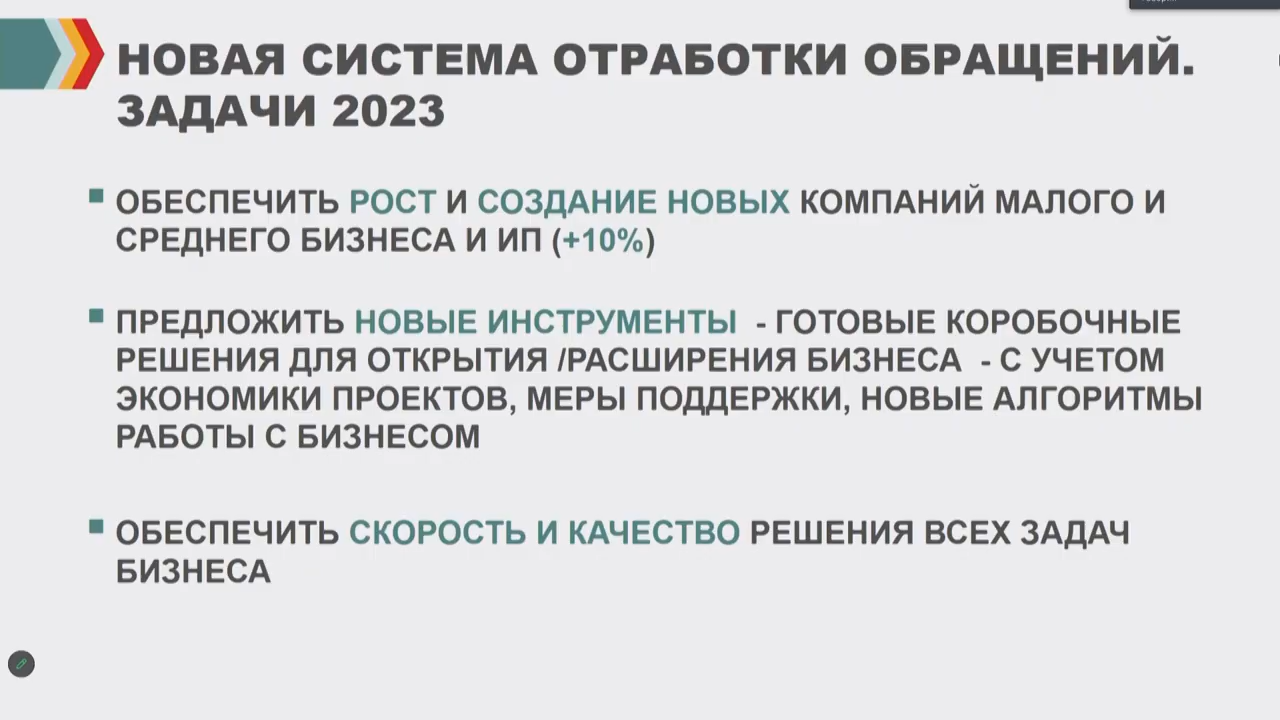 НОВАЯ СИСТЕМА ОТРАБОТКИ ОБРАЩЕНИЙ.
ЗАДАЧИ 2023
ОБЕСПЕЧИТЬ РОСТ И СОЗДАНИЕ НОВЫХ КОМПАНИЙ МАЛОГО И
СРЕДНЕГО БИЗНЕСА И ИП (+10%)
ПРЕДЛОЖИТЬ НОВЫЕ ИНСТРУМЕНТЫ - ГОТОВЫЕ КОРОБОЧНЫЕ
РЕШЕНИЯ ДЛЯ ОТКРЫТИЯ /РАСШИРЕНИЯ БИЗНЕСА - С УЧЕТОМ
ЭКОНОМИКИ ПРОЕКТОВ, МЕРЫ ПОДДЕРЖКИ, НОВЫЕ АЛГОРИТМЫ
РАБОТЫ С БИЗНЕСОМ
ОБЕСПЕЧИТЬ СКОРОСТЬ И КАЧЕСТВО РЕШЕНИЯ ВСЕХ ЗАДАЧ
БИЗНЕСА